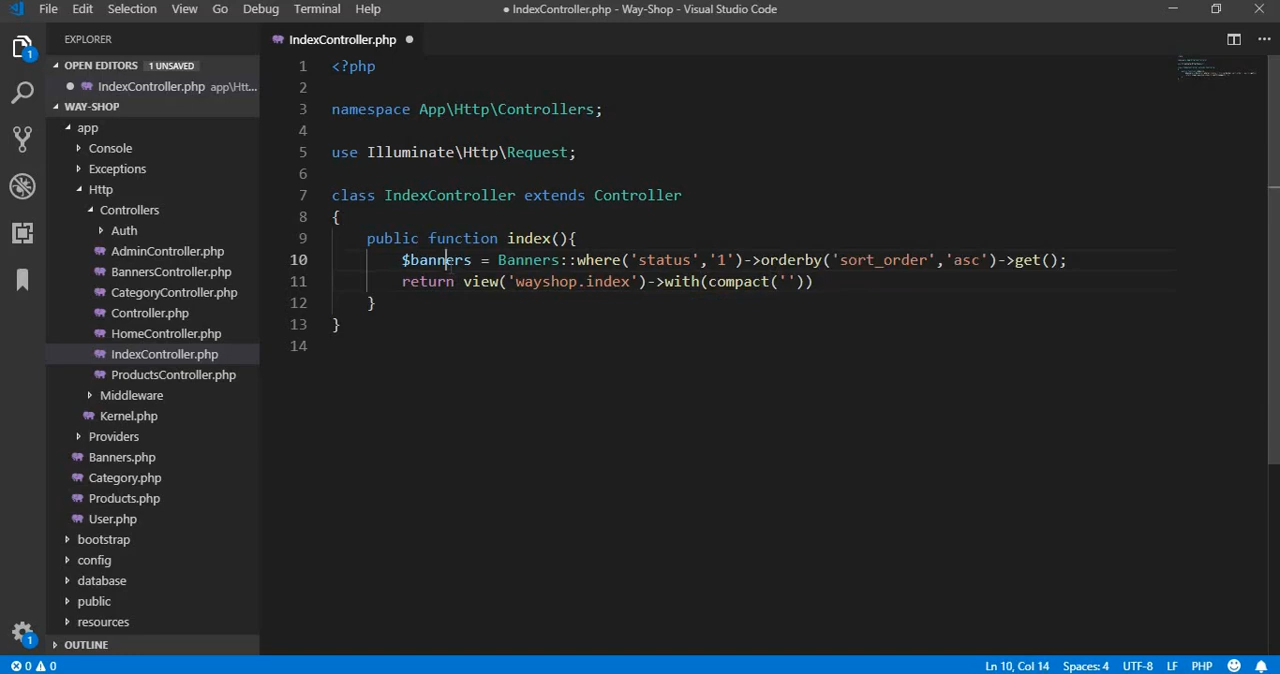 File Edit Selection View Go Debug Terminal Help ● IndexController.php - Way-Shop - Visual Studio Code
EXPLORER
OPEN EDITORS 1 UNSAVED
IndexController.php app\Htt...
WAY-SHOP
app
Console
Exceptions
Http
Controllers
Auth
AdminController.php
BannersController.php
CategoryController.php
Controller.php
HomeController.php
IndexController.php
ProductsController.php
Middleware
Kernel.php
Providers
Banners.php
Category.php
Products.php
User.php
bootstrap
config
database
public
resources
OUTLINE
1
1
IndexController.php
1 <?php
2
3 namespace App\Http\Controllers;
4
5 use Illuminate\Http\Request;
6
7 class IndexController extends Controller
8 {
9 public function index(){
10 $banners = Banners::where('status','1')->orderby('sort_order','asc')->get();
11 return view('wayshop.index')->with(compact(''))
12 }
13 }
14
0 0 Ln 10, Col 14 Spaces: 4 UTF-8 LF PHP